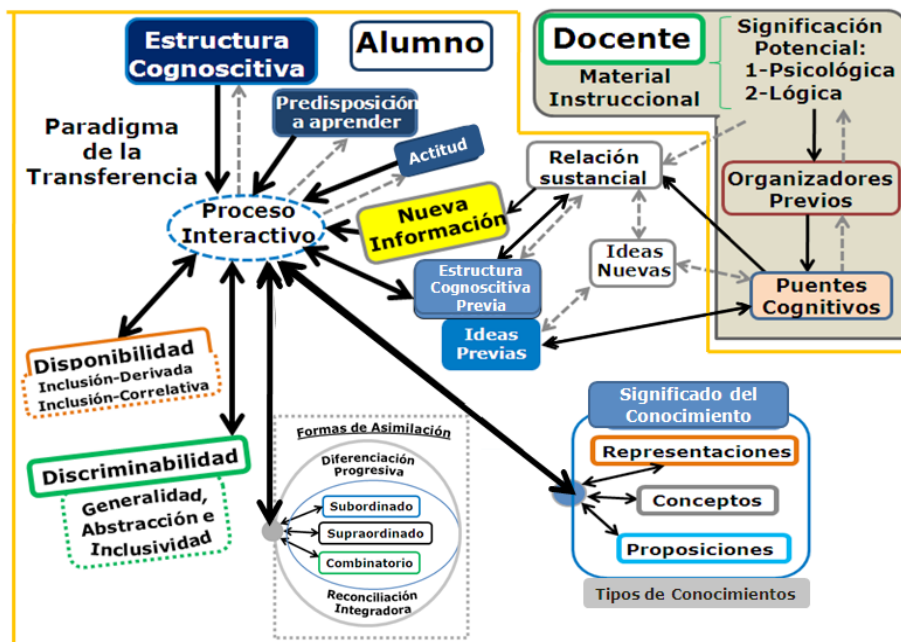 Estructura
Cognoscitiva
Alumno
Docente
Material
Instruccional
Significación
Potencial:
1-Psicológica
2-Lógica
Paradigma
de la
Transferencia
Predisposición
a aprender
Actitud
Proceso
Interactivo
Nueva
Información
Relación
sustancial
Organizadores
Previos
Ideas
Nuevas
Estructura
Cognoscitiva
Previa
Ideas
Previas
Puentes
Cognitivos
Disponibilidad
Inclusión-Derivada
Inclusión-Correlativa
Discriminabilidad
Generalidad,
Abstracción e
Inclusividad
Formas de Asimilación
Diferenciación
Progresiva
Subordinado
Supraordinado
Combinatorio
Reconciliación
Integradora
Significado del
Conocimiento
Representaciones
Conceptos
Proposiciones
Tipos de Conocimientos